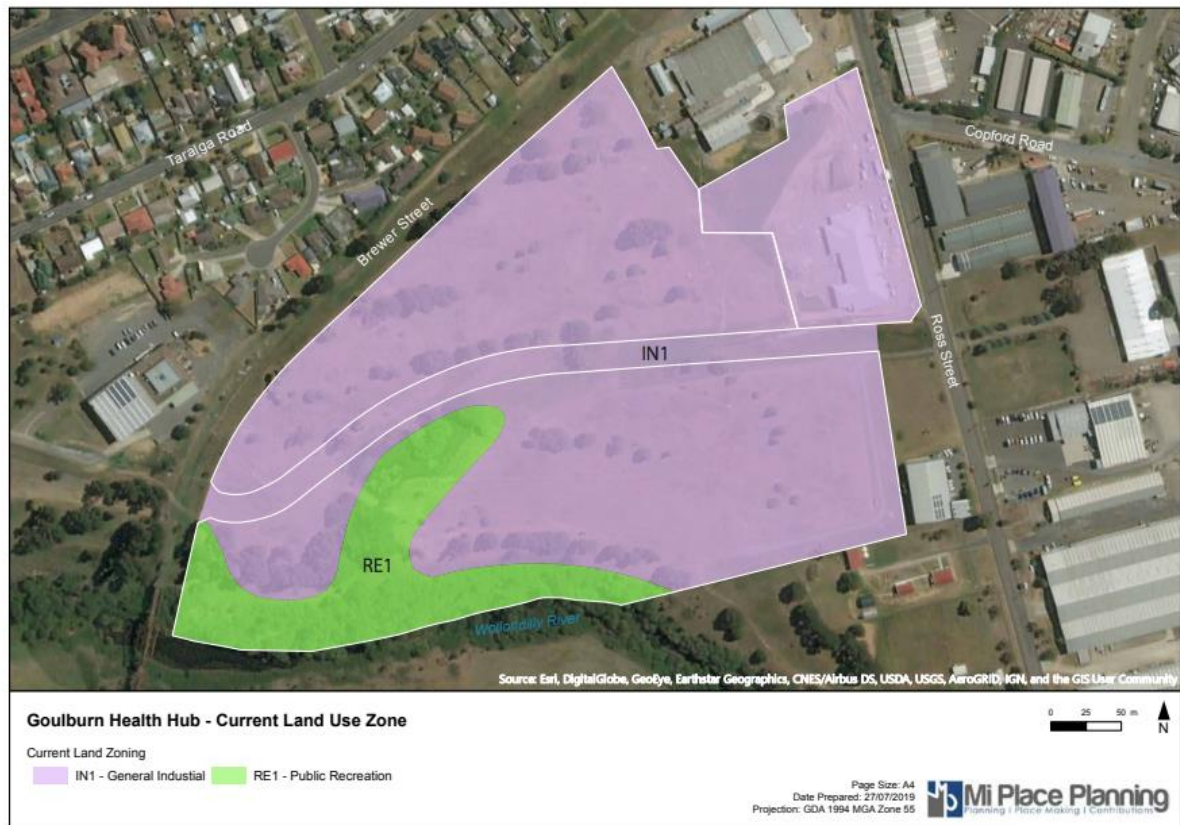 Taralga Road
Copford Road
Brewer Street
Ross Street
IN1
RE1
Wollondilly River
Source: Esri, DigitalGlobe, GeoEye, Earthstar Geographics, CNES/Airbus DS, USDA, USGS, AeroGRID, IGN, and the GIS User Community
Goulburn Health Hub - Current Land Use Zone
0 25 50 m
N
Current Land Zoning
IN1 - General Industial
RE1 - Public Recreation
Page Size: A4
Date Prepared: 27/07/2019
Projection: GDA 1994 MGA Zone 55
Mi Place Planning
Planning | Place Making | Contributions